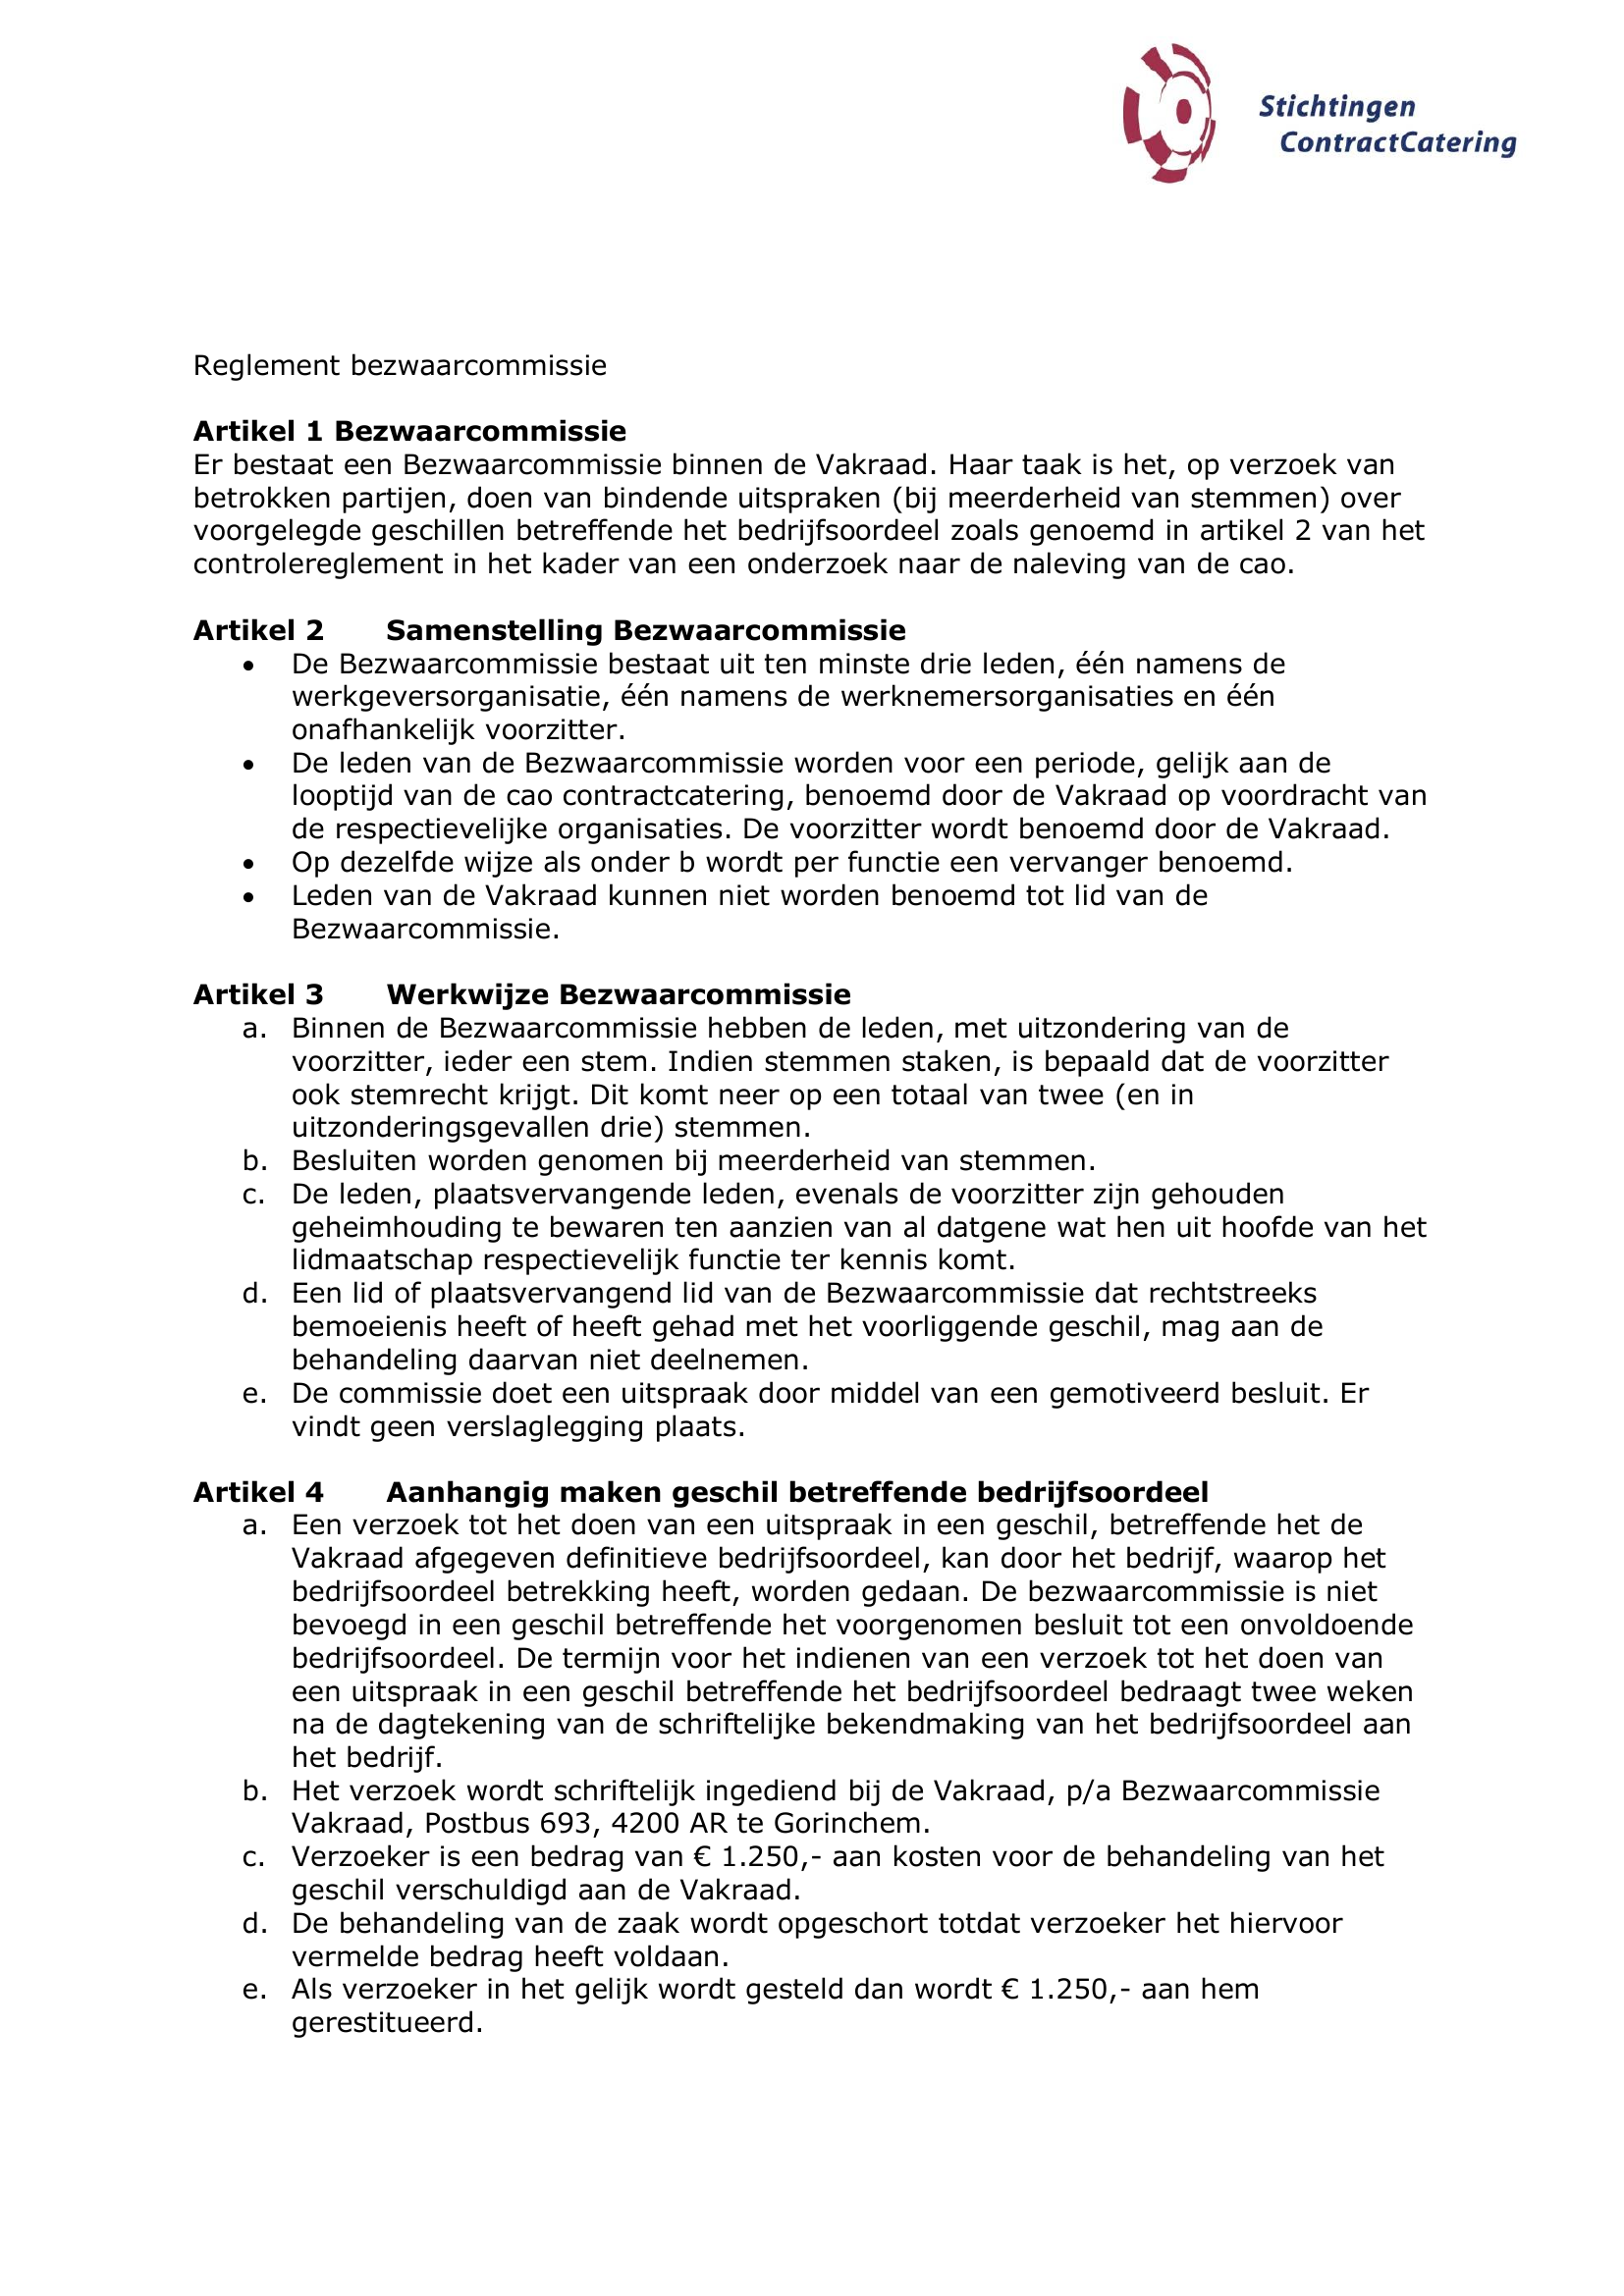 Stichtingen
ContractCatering
Reglement bezwaarcommissie
Artikel 1 Bezwaarcommissie
Er bestaat een Bezwaarcommissie binnen de Vakraad. Haar taak is het, op verzoek van
betrokken partijen, doen van bindende uitspraken (bij meerderheid van stemmen) over
voorgelegde geschillen betreffende het bedrijfsoordeel zoals genoemd in artikel 2 van het
controlereglement in het kader van een onderzoek naar de naleving van de cao.
Artikel 2 Samenstelling Bezwaarcommissie
• De Bezwaarcommissie bestaat uit ten minste drie leden, één namens de
werkgeversorganisatie, één namens de werknemersorganisaties en één
onafhankelijk voorzitter.
• De leden van de Bezwaarcommissie worden voor een periode, gelijk aan de
looptijd van de cao contractcatering, benoemd door de Vakraad op voordracht van
de respectievelijke organisaties. De voorzitter wordt benoemd door de Vakraad.
• Op dezelfde wijze als onder b wordt per functie een vervanger benoemd.
• Leden van de Vakraad kunnen niet worden benoemd tot lid van de
Bezwaarcommissie.
Artikel 3 Werkwijze Bezwaarcommissie
a. Binnen de Bezwaarcommissie hebben de leden, met uitzondering van de
voorzitter, ieder een stem. Indien stemmen staken, is bepaald dat de voorzitter
ook stemrecht krijgt. Dit komt neer op een totaal van twee (en in
uitzonderingsgevallen drie) stemmen.
b. Besluiten worden genomen bij meerderheid van stemmen.
c. De leden, plaatsvervangende leden, evenals de voorzitter zijn gehouden
geheimhouding te bewaren ten aanzien van al datgene wat hen uit hoofde van het
lidmaatschap respectievelijk functie ter kennis komt.
d. Een lid of plaatsvervangend lid van de Bezwaarcommissie dat rechtstreeks
bemoeienis heeft of heeft gehad met het voorliggende geschil, mag aan de
behandeling daarvan niet deelnemen.
e. De commissie doet een uitspraak door middel van een gemotiveerd besluit. Er
vindt geen verslaglegging plaats.
Artikel 4 Aanhangig maken geschil betreffende bedrijfsoordeel
a. Een verzoek tot het doen van een uitspraak in een geschil, betreffende het de
Vakraad afgegeven definitieve bedrijfsoordeel, kan door het bedrijf, waarop het
bedrijfsoordeel betrekking heeft, worden gedaan. De bezwaarcommissie is niet
bevoegd in een geschil betreffende het voorgenomen besluit tot een onvoldoende
bedrijfsoordeel. De termijn voor het indienen van een verzoek tot het doen van
een uitspraak in een geschil betreffende het bedrijfsoordeel bedraagt twee weken
na de dagtekening van de schriftelijke bekendmaking van het bedrijfsoordeel aan
het bedrijf.
b. Het verzoek wordt schriftelijk ingediend bij de Vakraad, p/a Bezwaarcommissie
Vakraad, Postbus 693, 4200 AR te Gorinchem.
c. Verzoeker is een bedrag van € 1.250,- aan kosten voor de behandeling van het
geschil verschuldigd aan de Vakraad.
d. De behandeling van de zaak wordt opgeschort totdat verzoeker het hiervoor
vermelde bedrag heeft voldaan.
e. Als verzoeker in het gelijk wordt gesteld dan wordt € 1.250,- aan hem
gerestitueerd.